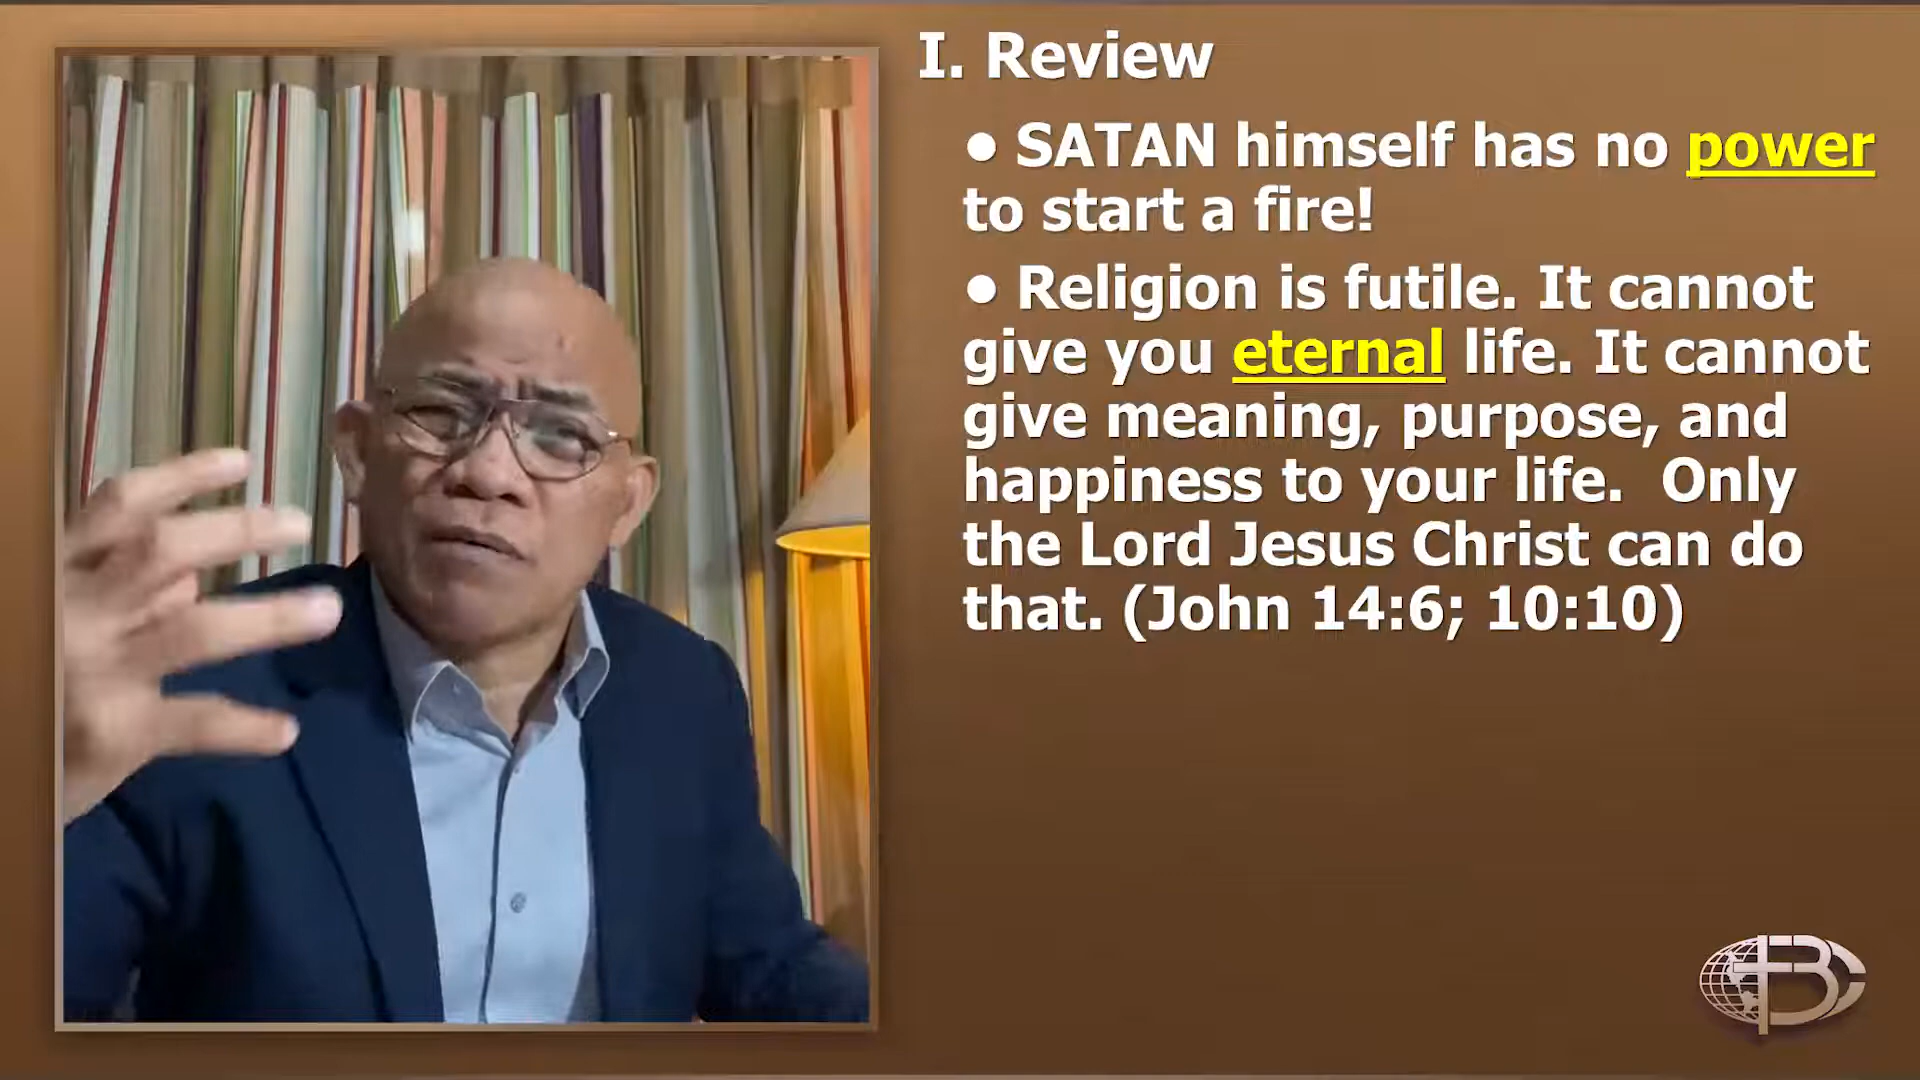 I. Review
● SATAN himself has no power
to start a fire!
● Religion is futile. It cannot
give you eternal life. It cannot
give meaning, purpose, and
happiness to your life.  Only
the Lord Jesus Christ can do
that. (John 14:6; 10:10)